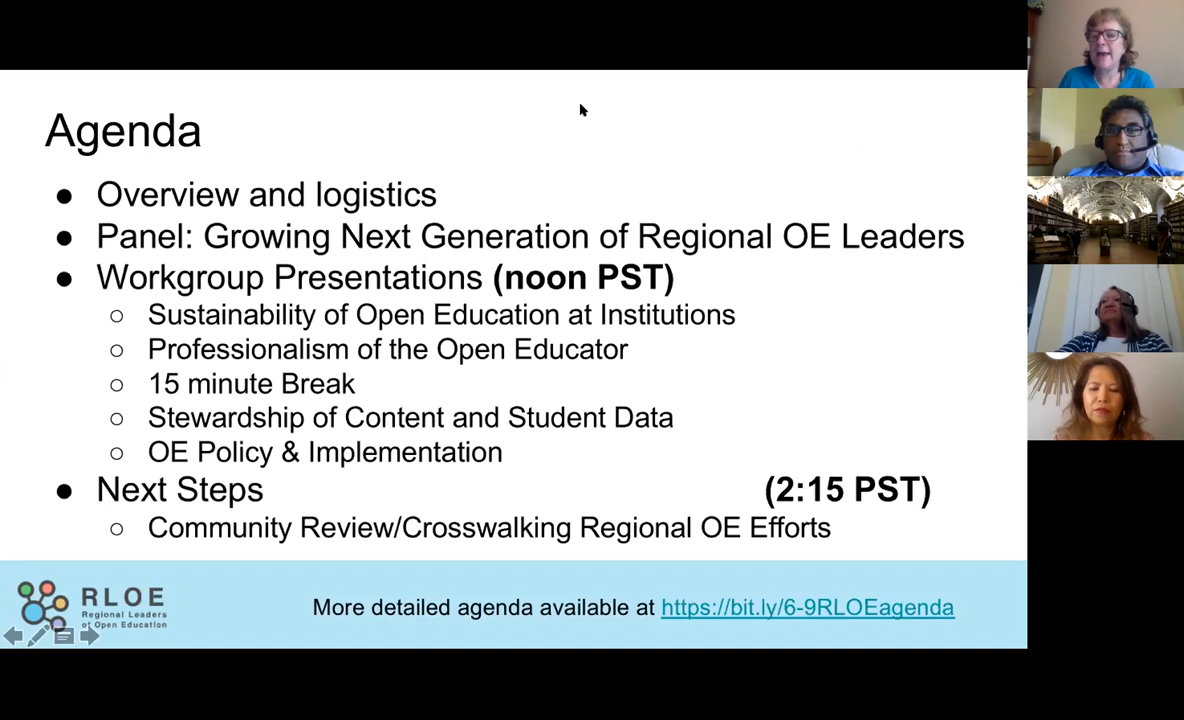 Agenda
● Overview and logistics
● Panel: Growing Next Generation of Regional OE Leaders
● Workgroup Presentations (noon PST)
○ Sustainability of Open Education at Institutions
○ Professionalism of the Open Educator
○ 15 minute Break
○ Stewardship of Content and Student Data
○ OE Policy & Implementation
● Next Steps (2:15 PST)
○ Community Review/Crosswalking Regional OE Efforts
RLOE
Regional Leaders
of Open Education
More detailed agenda available at https://bit.ly/6-9RLOEagenda